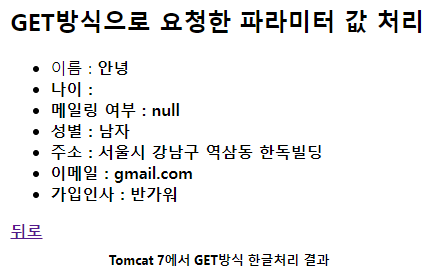 GET방식으로 요청한 파라미터 값 처리
• 이름 : 안녕
• 나이 :
• 메일링 여부 : null
• 성별 : 남자
• 주소 : 서울시 강남구 역삼동 한독빌딩
• 이메일 : gmail.com
• 가입인사 : 반가워
뒤로
Tomcat 7에서 GET방식 한글처리 결과